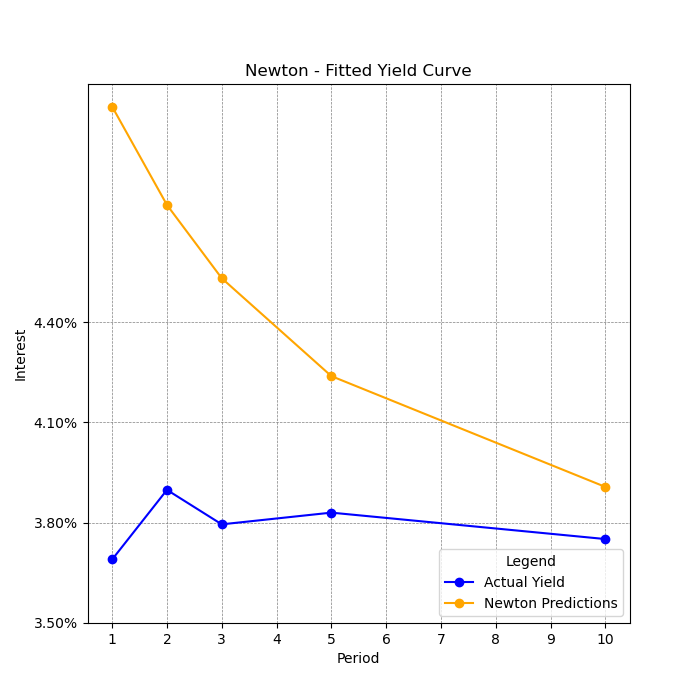 Newton - Fitted Yield Curve
Interest
4.40%
4.10%
3.80%
3.50%
1 2 3 4 5 6 7 8 9 10
Period
Legend
Actual Yield
Newton Predictions